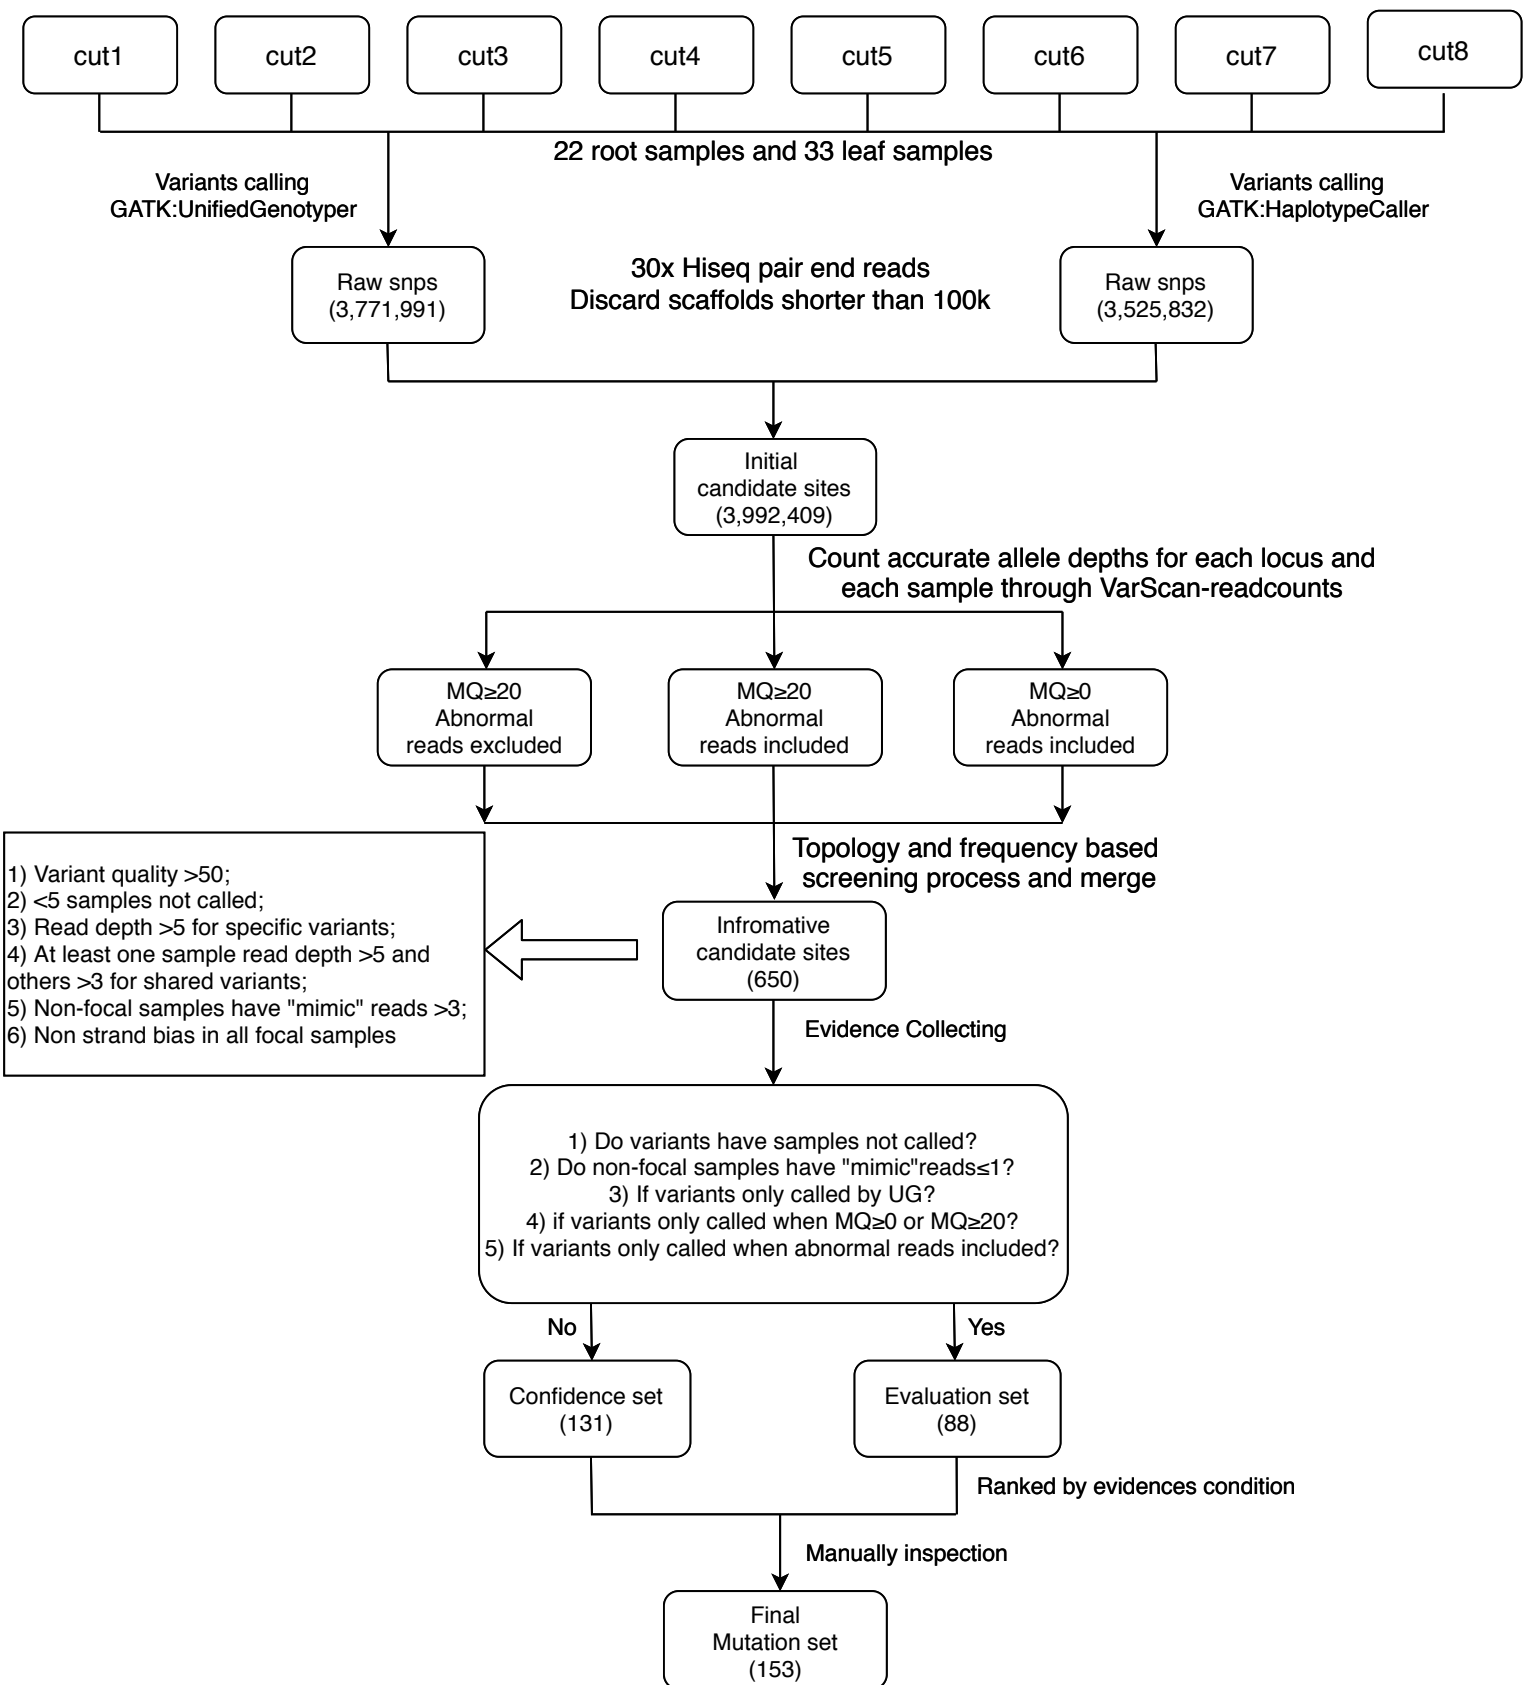 cut1
cut2
cut3
cut4
cut5
cut6
cut7
cut8
22 root samples and 33 leaf samples
Variants calling
GATK:UnifiedGenotyper
Variants calling
GATK:HaplotypeCaller
Raw snps
(3,771,991)
30x Hiseq pair end reads
Discard scaffolds shorter than 100k
Raw snps
(3,525,832)
Initial
candidate sites
(3,992,409)
Count accurate allele depths for each locus and
each sample through VarScan-readcounts
MQ≥20
Abnormal
reads excluded
MQ≥20
Abnormal
reads included
MQ≥0
Abnormal
reads included
Topology and frequency based
screening process and merge
1) Variant quality >50;
2) <5 samples not called;
3) Read depth >5 for specific variants;
4) At least one sample read depth >5 and
others >3 for shared variants;
5) Non-focal samples have "mimic" reads >3;
6) Non strand bias in all focal samples
Infromative
candidate sites
(650)
Evidence Collecting
1) Do variants have samples not called?
2) Do non-focal samples have "mimic"reads≤1?
3) If variants only called by UG?
4) if variants only called when MQ≥0 or MQ≥20?
5) If variants only called when abnormal reads included?
No
Yes
Confidence set
(131)
Evaluation set
(88)
Ranked by evidences condition
Manually inspection
Final
Mutation set
(153)